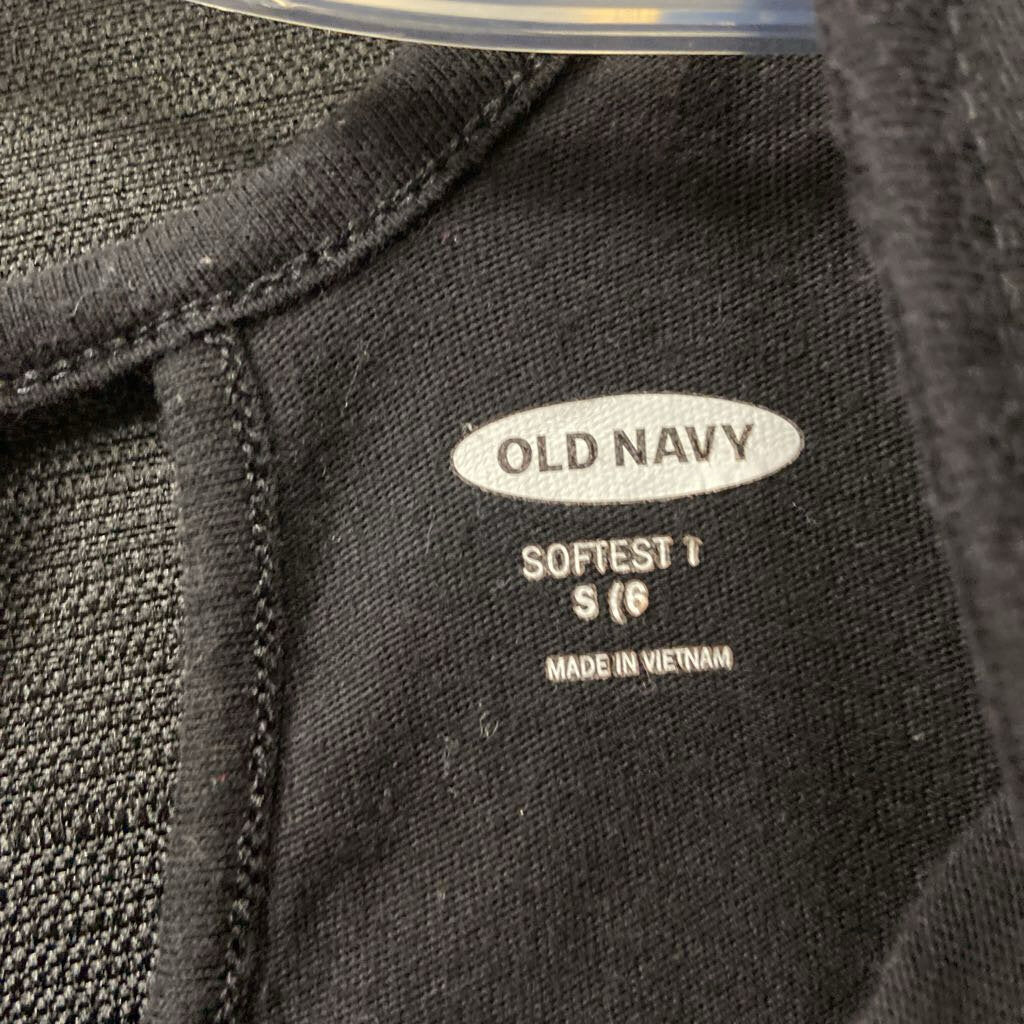 OLD NAVY
SOFTEST T
S (6
MADE IN VIETNAM